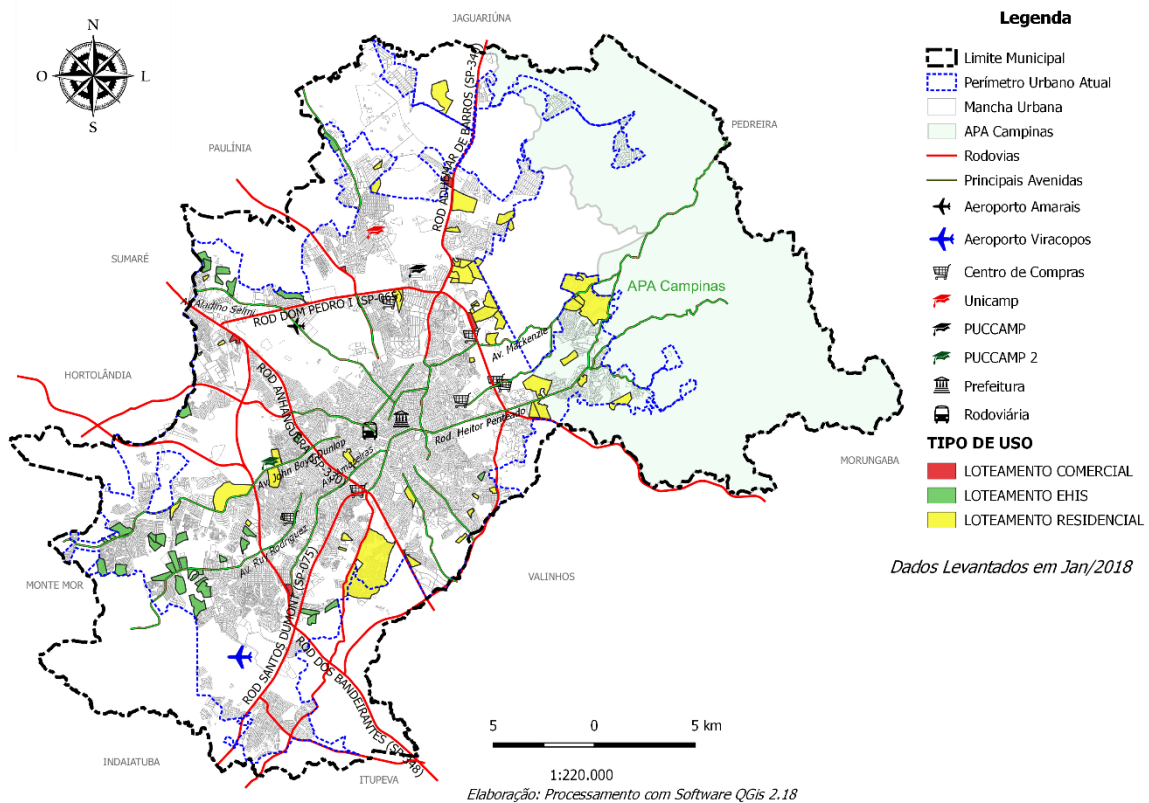 JAGUARIÚNA
N
O
L
S
PEDREIRA
PAULÍNIA
SUMARÉ
HORTOLÂNDIA
MONTE MOR
INDAIATUBA
ITUPEVA
VALINHOS
MORUNGABA
ROD ADHEMAR DE BARROS (SP-340)
APA Campinas
Aladino Selmi
ROD DOM PEDRO I (SP-065)
Av. Mackenzie
ROD ANHANGUERA (SP-330)
Rod. Heitor Penteado
Av. John Boyd Dunlop
Av. Ruy Rodriguez
ROD SANTOS DUMONT (SP-075)
ROD DOS BANDEIRANTES (SP-348)
5 0 5 km
1:220.000
Elaboração: Processamento com Software QGis 2.18
Legenda
Limite Municipal
Perímetro Urbano Atual
Mancha Urbana
APA Campinas
Rodovias
Principais Avenidas
Aeroporto Amarais
Aeroporto Viracopos
Centro de Compras
Unicamp
PUCCAMP
PUCCAMP 2
Prefeitura
Rodoviária
TIPO DE USO
LOTEAMENTO COMERCIAL
LOTEAMENTO EHIS
LOTEAMENTO RESIDENCIAL
Dados Levantados em Jan/2018